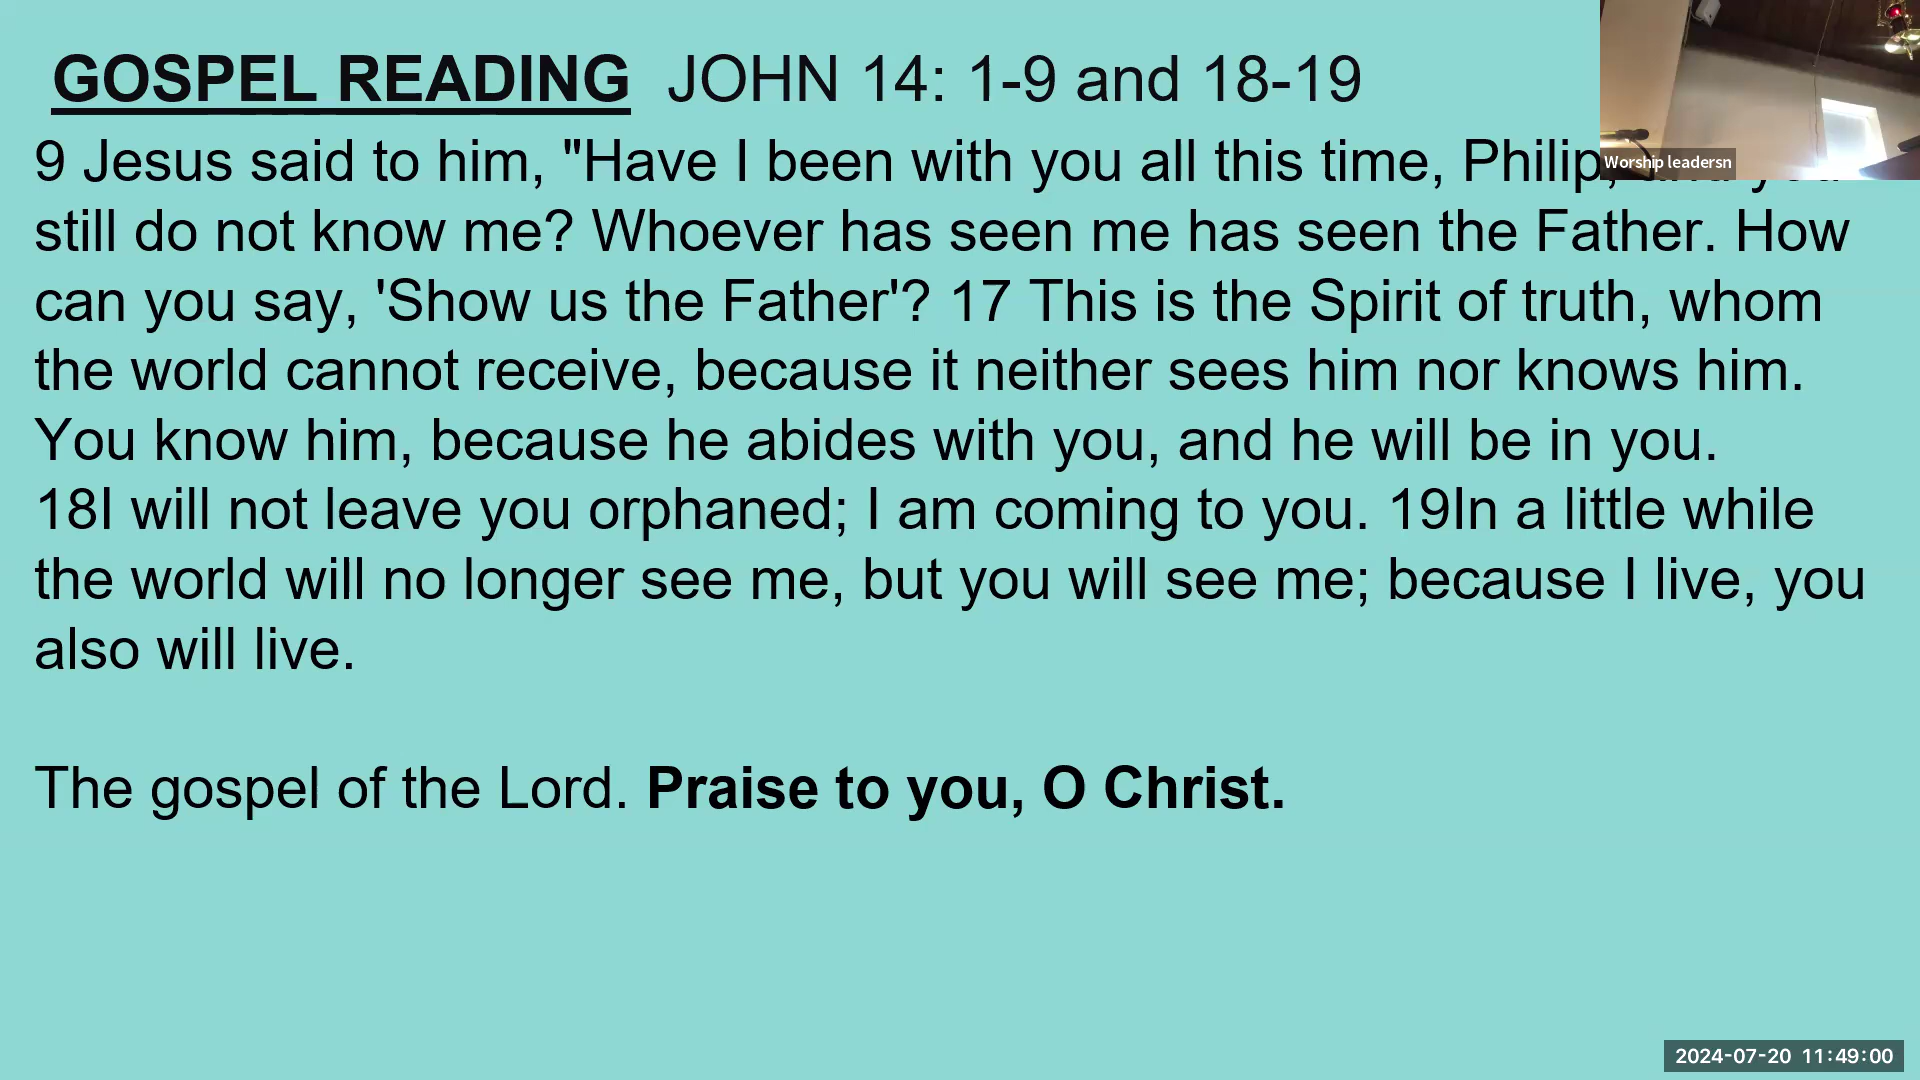 GOSPEL READING JOHN 14: 1-9 and 18-19
9 Jesus said to him, "Have I been with you all this time, Philip,
still do not know me? Whoever has seen me has seen the Father. How
can you say, 'Show us the Father'? 17 This is the Spirit of truth, whom
the world cannot receive, because it neither sees him nor knows him.
You know him, because he abides with you, and he will be in you.
18I will not leave you orphaned; I am coming to you. 19In a little while
the world will no longer see me, but you will see me; because I live, you
also will live.
The gospel of the Lord. Praise to you, O Christ.
Worship leadersn
2024-07-20 11:49:00